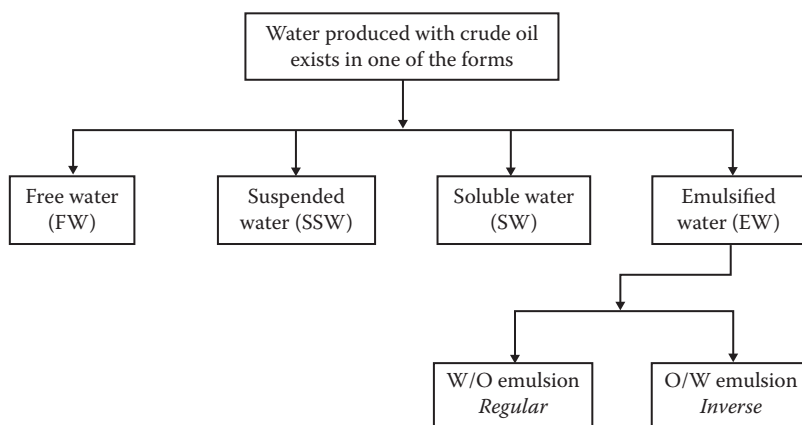 Water produced with crude oil
exists in one of the forms
Free water
(FW)
Suspended
water (SSW)
Soluble water
(SW)
Emulsified
water (EW)
W/O emulsion
Regular
O/W emulsion
Inverse